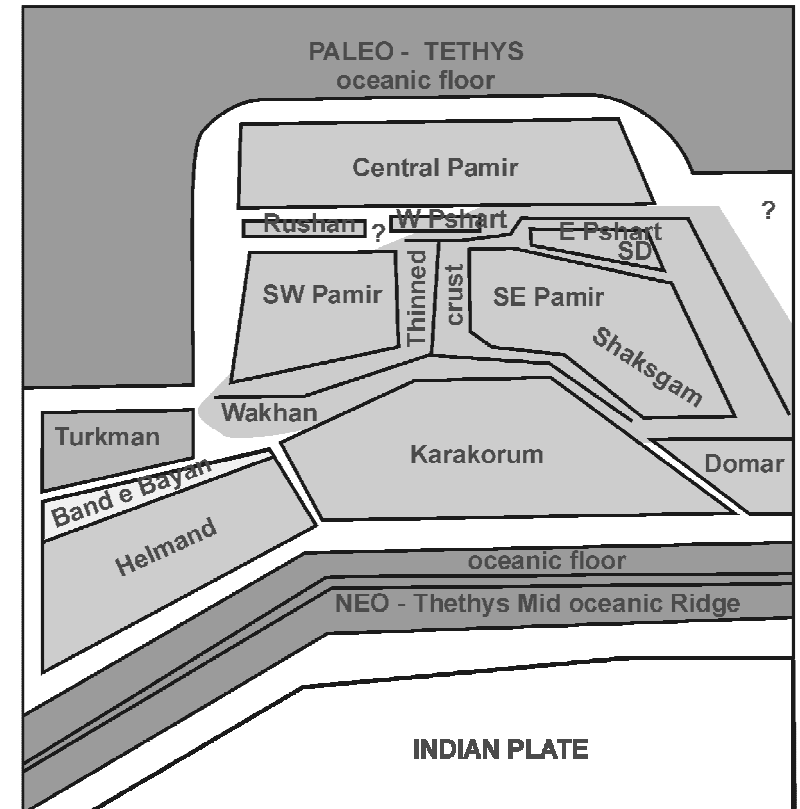 PALEO - TETHYS
oceanic floor
Central Pamir
?
Rushan
?
W Pshart
E Pshart
SD
SW Pamir
Thinned
crust
SE Pamir
Shaksgam
Wakhan
Turkman
Karakorum
Domar
Band e Bayan
Helmand
oceanic floor
NEO - Thethys Mid oceanic Ridge
INDIAN PLATE